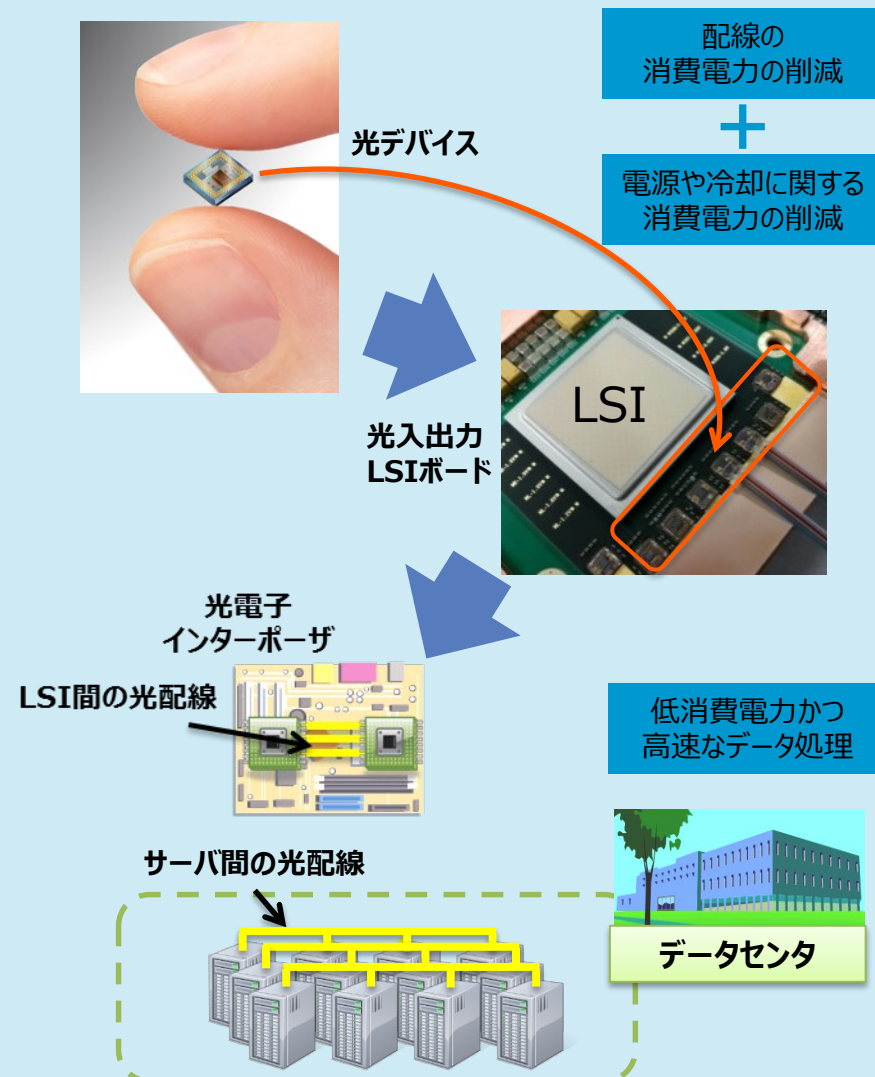 配線の
消費電力の削減
+
電源や冷却に関する
消費電力の削減
光デバイス
LSI
光入出力
LSIボード
光電子
インターポーザ
LSI間の光配線
低消費電力かつ
高速なデータ処理
サーバ間の光配線
データセンタ